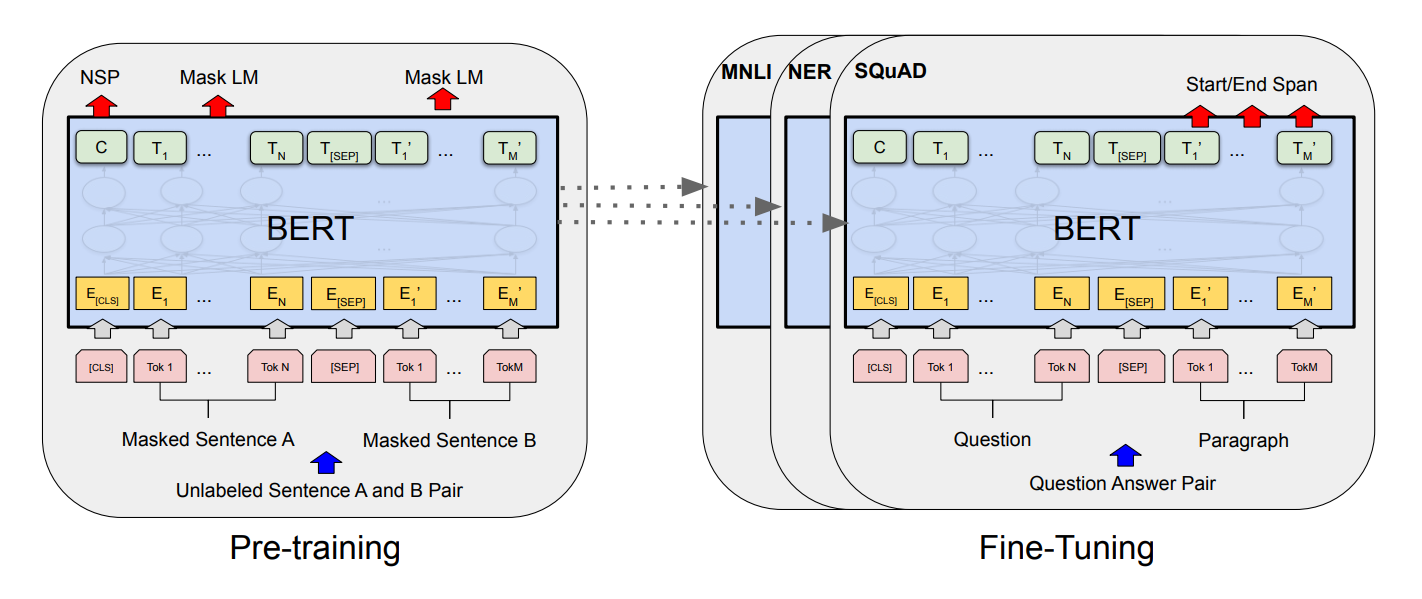 NSP Mask LM Mask LM
C T1 ... TN T[SEP] T1’ ... TM’
...
BERT
...
E[CLS] E1 ... EN E[SEP] E1’ ... EM’
[CLS] Tok 1 ... Tok N [SEP] Tok 1 ... TokM
Masked Sentence A Masked Sentence B
Unlabeled Sentence A and B Pair
Pre-training
MNLI NER SQuAD
Start/End Span
C T1 ... TN T[SEP] T1’ ... TM’
...
BERT
...
E[CLS] E1 ... EN E[SEP] E1’ ... EM’
[CLS] Tok 1 ... Tok N [SEP] Tok 1 ... TokM
Question Paragraph
Question Answer Pair
Fine-Tuning